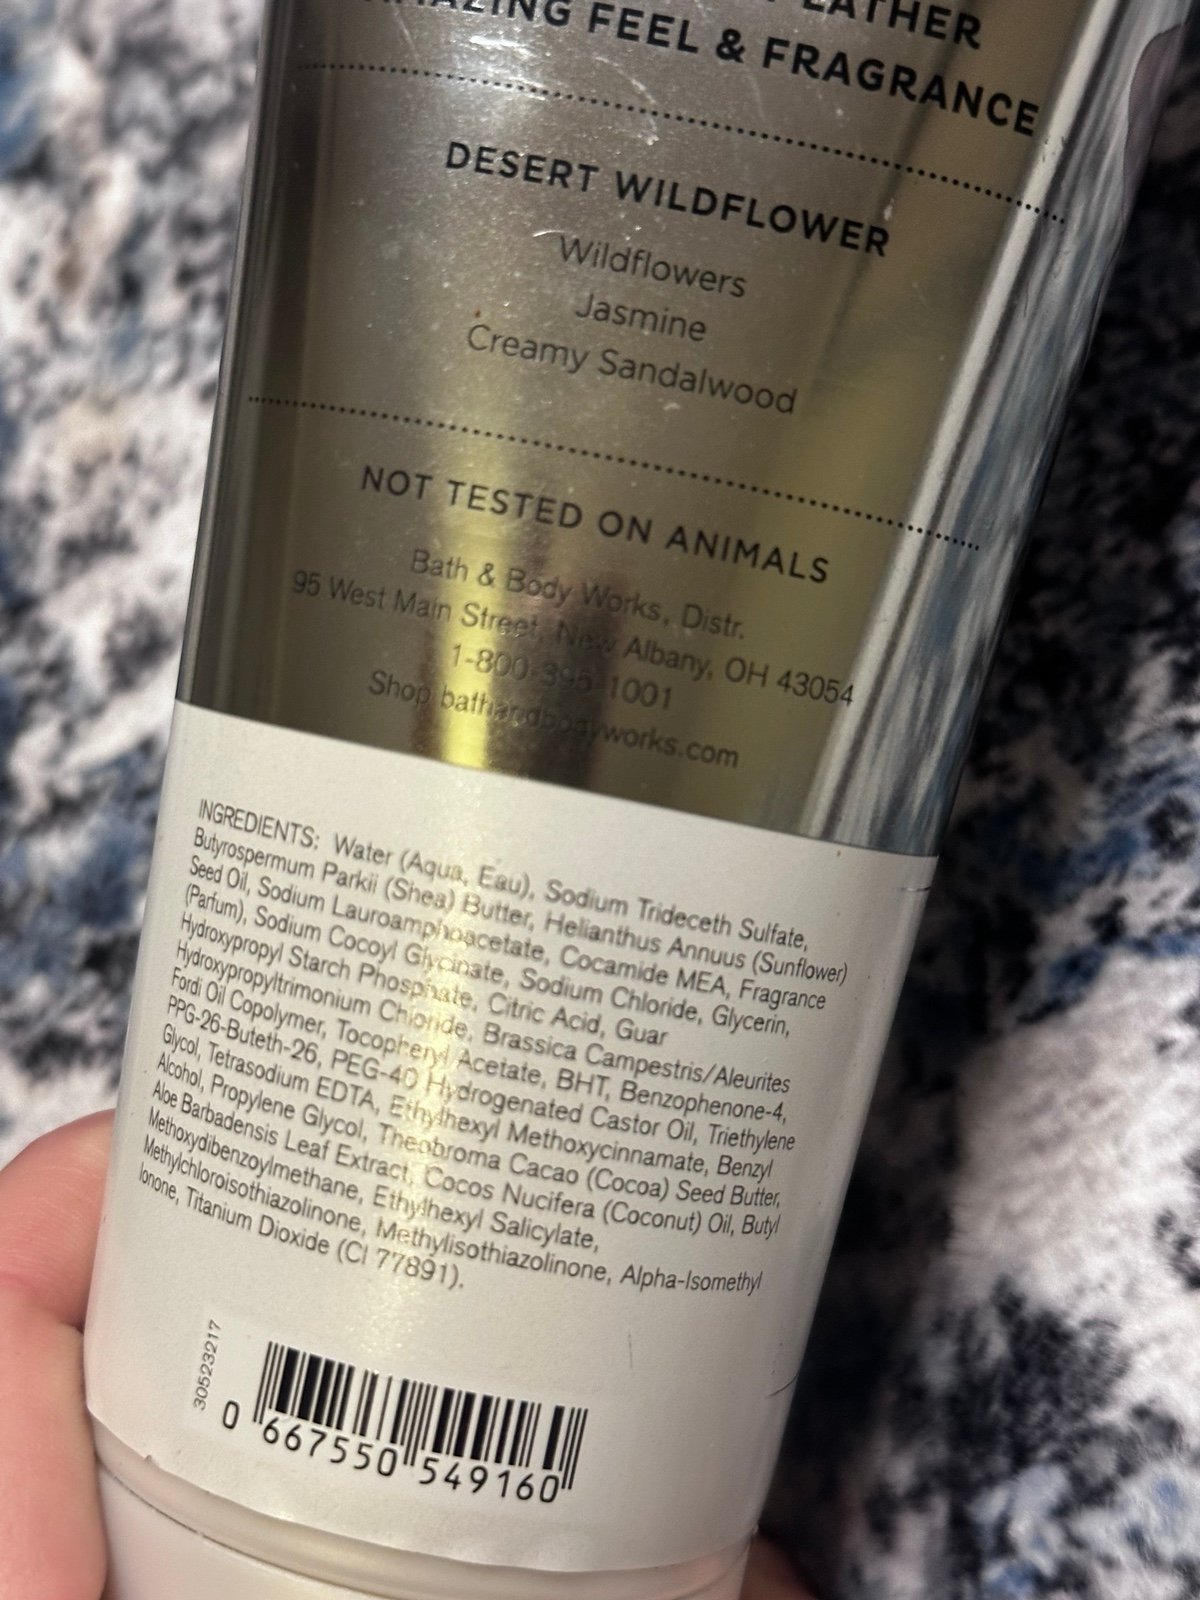 LATHER
AMAZING FEEL & FRAGRANCE
DESERT WILDFLOWER
Wildflowers
Jasmine
Creamy Sandalwood
NOT TESTED ON ANIMALS
Bath & Body Works, Distr.
95 West Main Street, New Albany, OH 43054
1-800-395-1001
Shop bathandbodyworks.com
INGREDIENTS: Water (Aqua, Eau), Sodium Trideceth Sulfate,
Butyrospermum Parkii (Shea) Butter, Helianthus Annuus (Sunflower)
Seed Oil, Sodium Lauroamphoacetate, Cocamide MEA, Fragrance
(Parfum), Sodium Cocoyl Glycinate, Sodium Chloride, Glycerin,
Hydroxypropyl Starch Phosphate, Citric Acid, Guar
Hydroxypropyltrimonium Chloride, Brassica Campestris/Aleurites
Fordi Oil Copolymer, Tocopheryl Acetate, BHT, Benzophenone-4,
PPG-26-Buteth-26, PEG-40 Hydrogenated Castor Oil, Triethylene
Glycol, Tetrasodium EDTA, Ethylhexyl Methoxycinnamate, Benzyl
Alcohol, Propylene Glycol, Theobroma Cacao (Cocoa) Seed Butter,
Aloe Barbadensis Leaf Extract, Cocos Nucifera (Coconut) Oil, Butyl
Methoxydibenzoylmethane, Ethylhexyl Salicylate,
Methylchloroisothiazolinone, Methylisothiazolinone, Alpha-Isomethyl
Ionone, Titanium Dioxide (CI 77891).
30523217
0 667550 549160